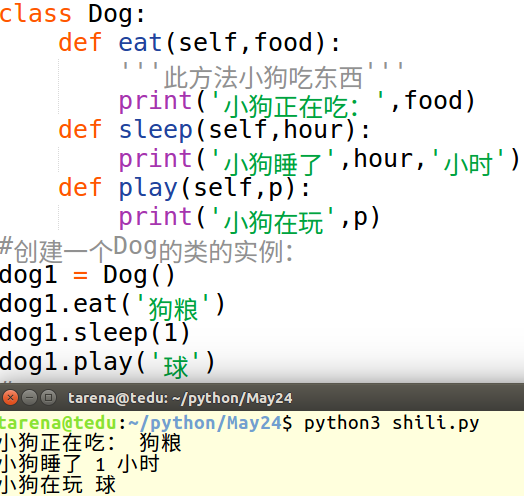 class Dog:
    def eat(self,food):
        '''此方法小狗吃东西'''
        print('小狗正在吃：',food)
    def sleep(self,hour):
        print('小狗睡了',hour,'小时')
    def play(self,p):
        print('小狗在玩',p)
#创建一个Dog的类的实例：
dog1 = Dog()
dog1.eat('狗粮')
dog1.sleep(1)
dog1.play('球')
tarena@tedu: ~/python/May24
tarena@tedu:~/python/May24$ python3 shili.py
小狗正在吃： 狗粮
小狗睡了 1 小时
小狗在玩 球